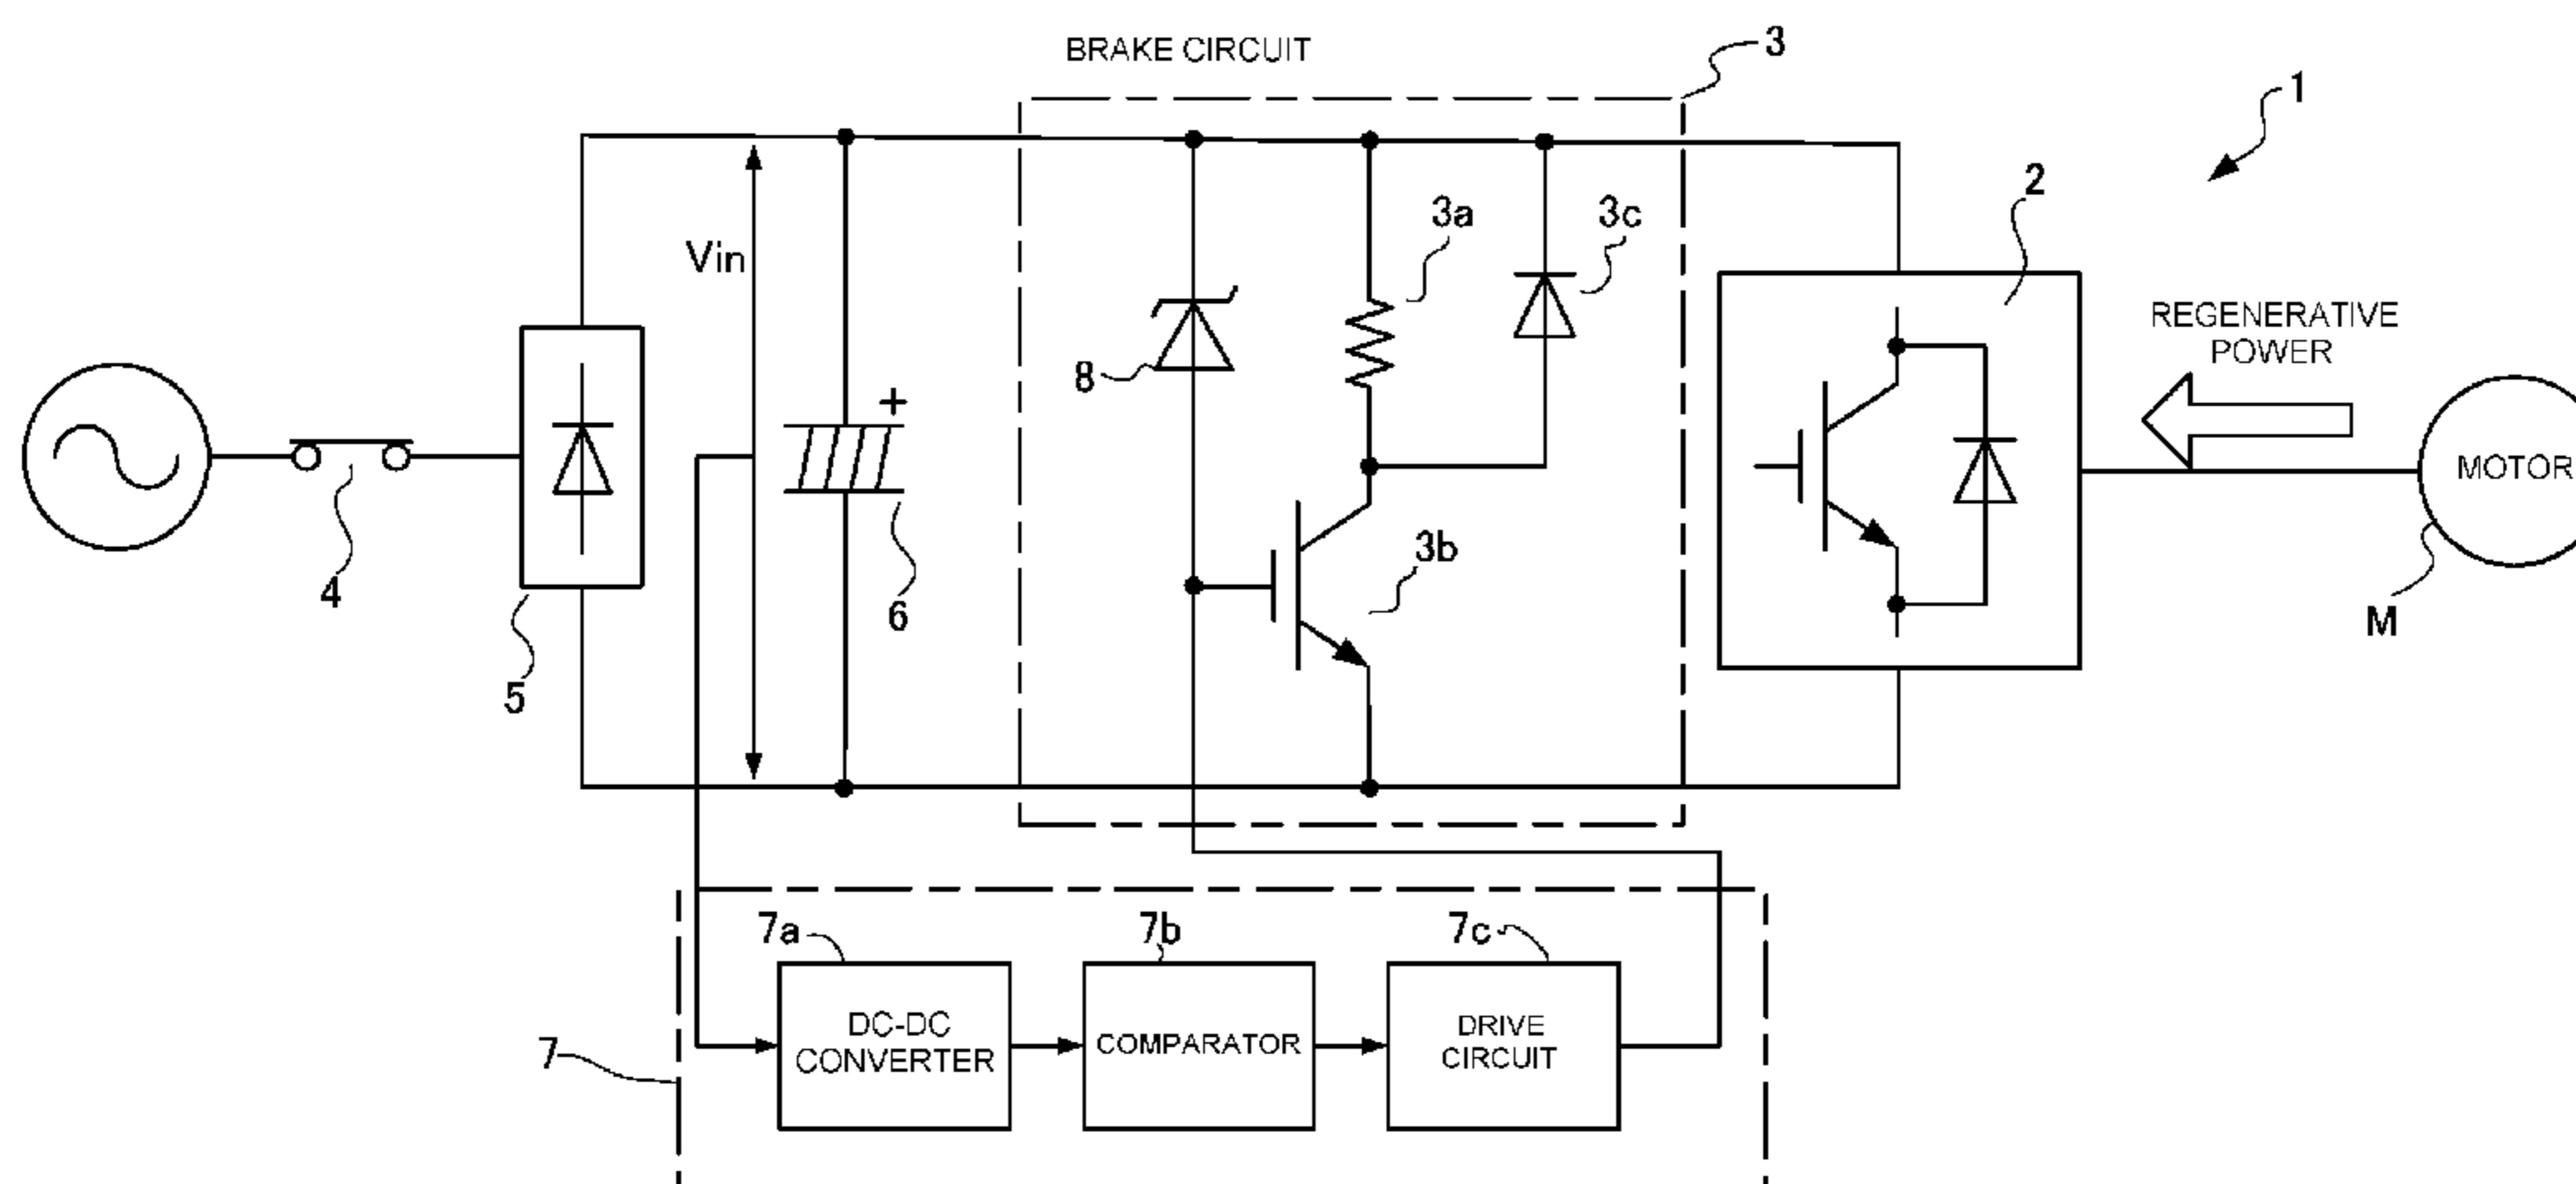 BRAKE CIRCUIT
3
1
2
3a
3c
Vin
REGENERATIVE
POWER
8
+
MOTOR
3b
4
6
M
5
7a
7b
7c
DC-DC
CONVERTER
COMPARATOR
DRIVE
CIRCUIT
7